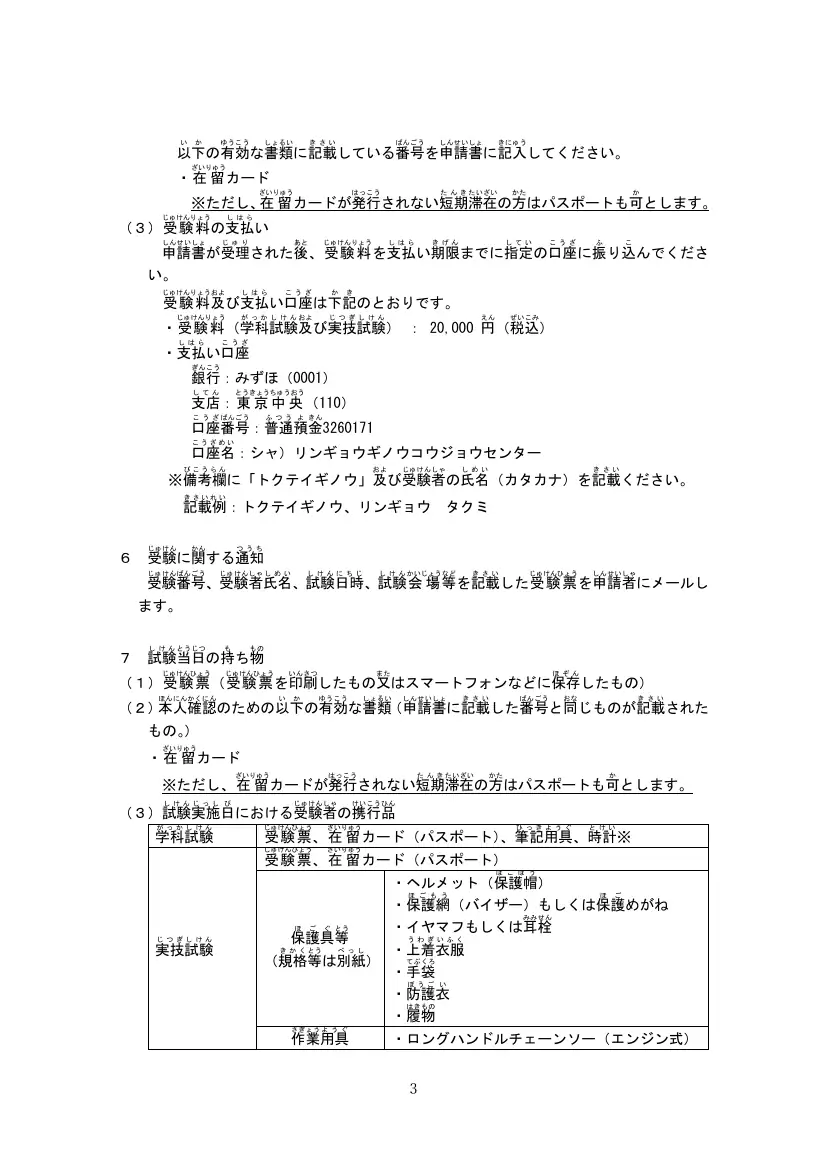 以下の有効な書類に記載している番号を申請書に記入してください。
・在留カード
※ただし、在留カードが発行されない短期滞在の方はパスポートも可とします。
（３）受験料の支払い
申請書が受理された後、受験料を支払い期限までに指定の口座に振り込んでくださ
い。
受験料及び支払い口座は下記のとおりです。
・受験料（学科試験及び実技試験） ： 20,000 円（税込）
・支払い口座
銀行：みずほ（0001）
支店：東京中央（110）
口座番号：普通預金3260171
口座名：シャ）リンギョウギノウコウジョウセンター
※備考欄に「トクテイギノウ」及び受験者の氏名（カタカナ）を記載ください。
記載例：トクテイギノウ、リンギョウ　タクミ
６　受験に関する通知
受験番号、受験者氏名、試験日時、試験会場等を記載した受験票を申請者にメールし
ます。
７　試験当日の持ち物
（１）受験票（受験票を印刷したもの又はスマートフォンなどに保存したもの）
（２）本人確認のための以下の有効な書類（申請書に記載した番号と同じものが記載された
もの。）
・在留カード
※ただし、在留カードが発行されない短期滞在の方はパスポートも可とします。
（３）試験実施日における受験者の携行品
学科試験　受験票、在留カード（パスポート）、筆記用具、時計※
実技試験　受験票、在留カード（パスポート）
保護具等
（規格等は別紙）
・ヘルメット（保護帽）
・保護網（バイザー）もしくは保護めがね
・イヤマフもしくは耳栓
・上着衣服
・手袋
・防護衣
・履物
作業用具　・ロングハンドルチェーンソー（エンジン式）
3